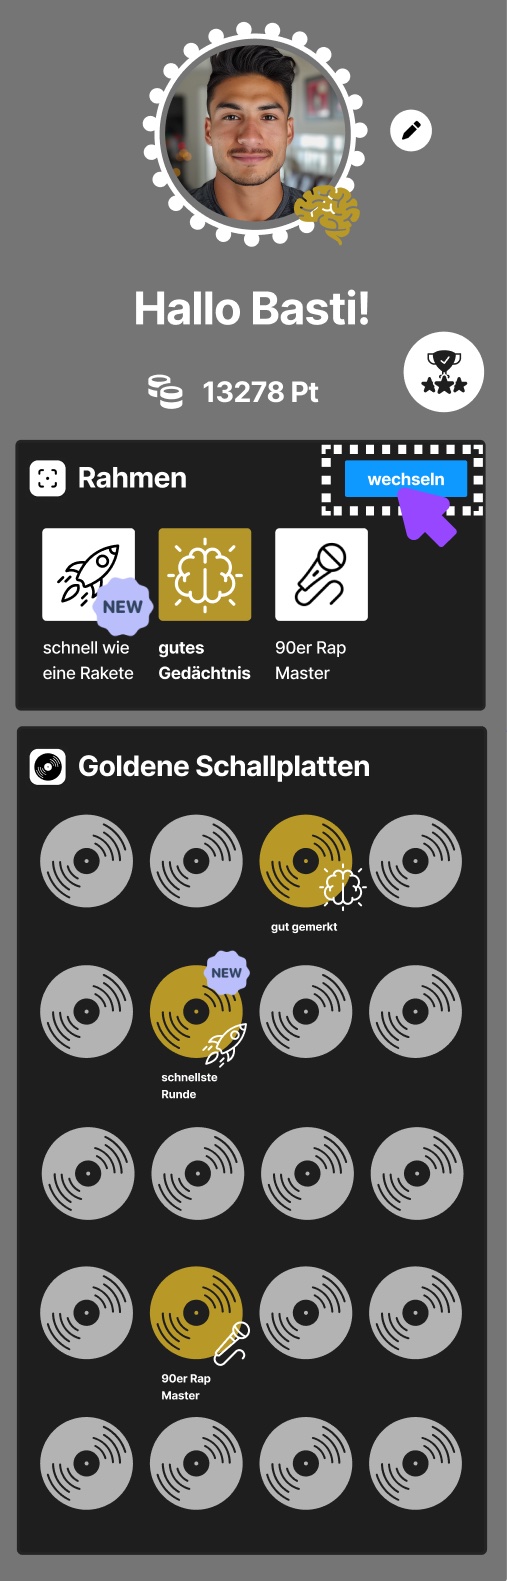 Hallo Basti!
13278 Pt
Rahmen
wechseln
NEW
schnell wie
eine Rakete
gutes
Gedächtnis
90er Rap
Master
Goldene Schallplatten
gut gemerkt
NEW
schnellste
Runde
90er Rap
Master